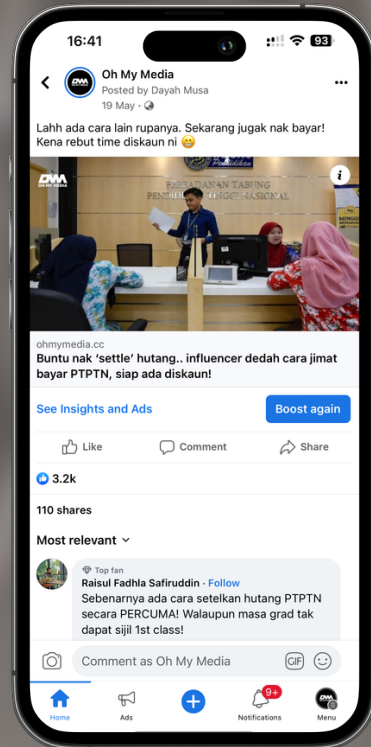 16:41
93
Oh My Media
Posted by Dayah Musa
19 May ·
Lahh ada cara lain rupanya. Sekarang jugak nak bayar!
Kena rebut time diskaun ni 😄
Pendidikan
PERBADANAN TABUNG
PENDIDIKAN TINGGI NASIONAL
OH MY MEDIA
ohmymedia.cc
Buntu nak ‘settle’ hutang.. influencer dedah cara jimat
bayar PTPTN, siap ada diskaun!
See Insights and Ads
Boost again
Like
Comment
Share
3.2k
110 shares
Most relevant
Top fan
Raisul Fadhla Safiruddin · Follow
Sebenarnya ada cara setelkan hutang PTPTN
secara PERCUMA! Walaupun masa grad tak
dapat sijil 1st class!
Comment as Oh My Media
GIF
9+
Home
Ads
Notifications
Menu